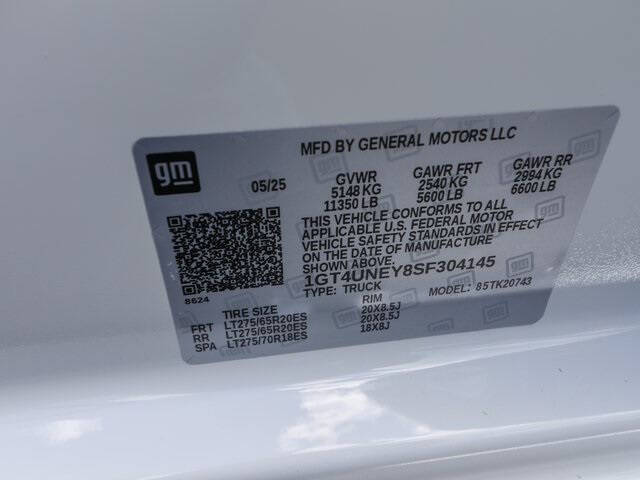 MFD BY GENERAL MOTORS LLC
gm
05/25
GVWR GAWR FRT GAWR RR
5148 KG 2540 KG 2994 KG
11350 LB 5600 LB 6600 LB
THIS VEHICLE CONFORMS TO ALL
APPLICABLE U.S. FEDERAL MOTOR
VEHICLE SAFETY STANDARDS IN EFFECT
ON THE DATE OF MANUFACTURE
SHOWN ABOVE.
1GT4UNEY8SF304145
8624
TYPE: TRUCK MODEL: 85TK20743
TIRE SIZE RIM
FRT LT275/65R20ES 20X8.5J
RR LT275/65R20ES 20X8.5J
SPA LT275/70R18ES 18X8J